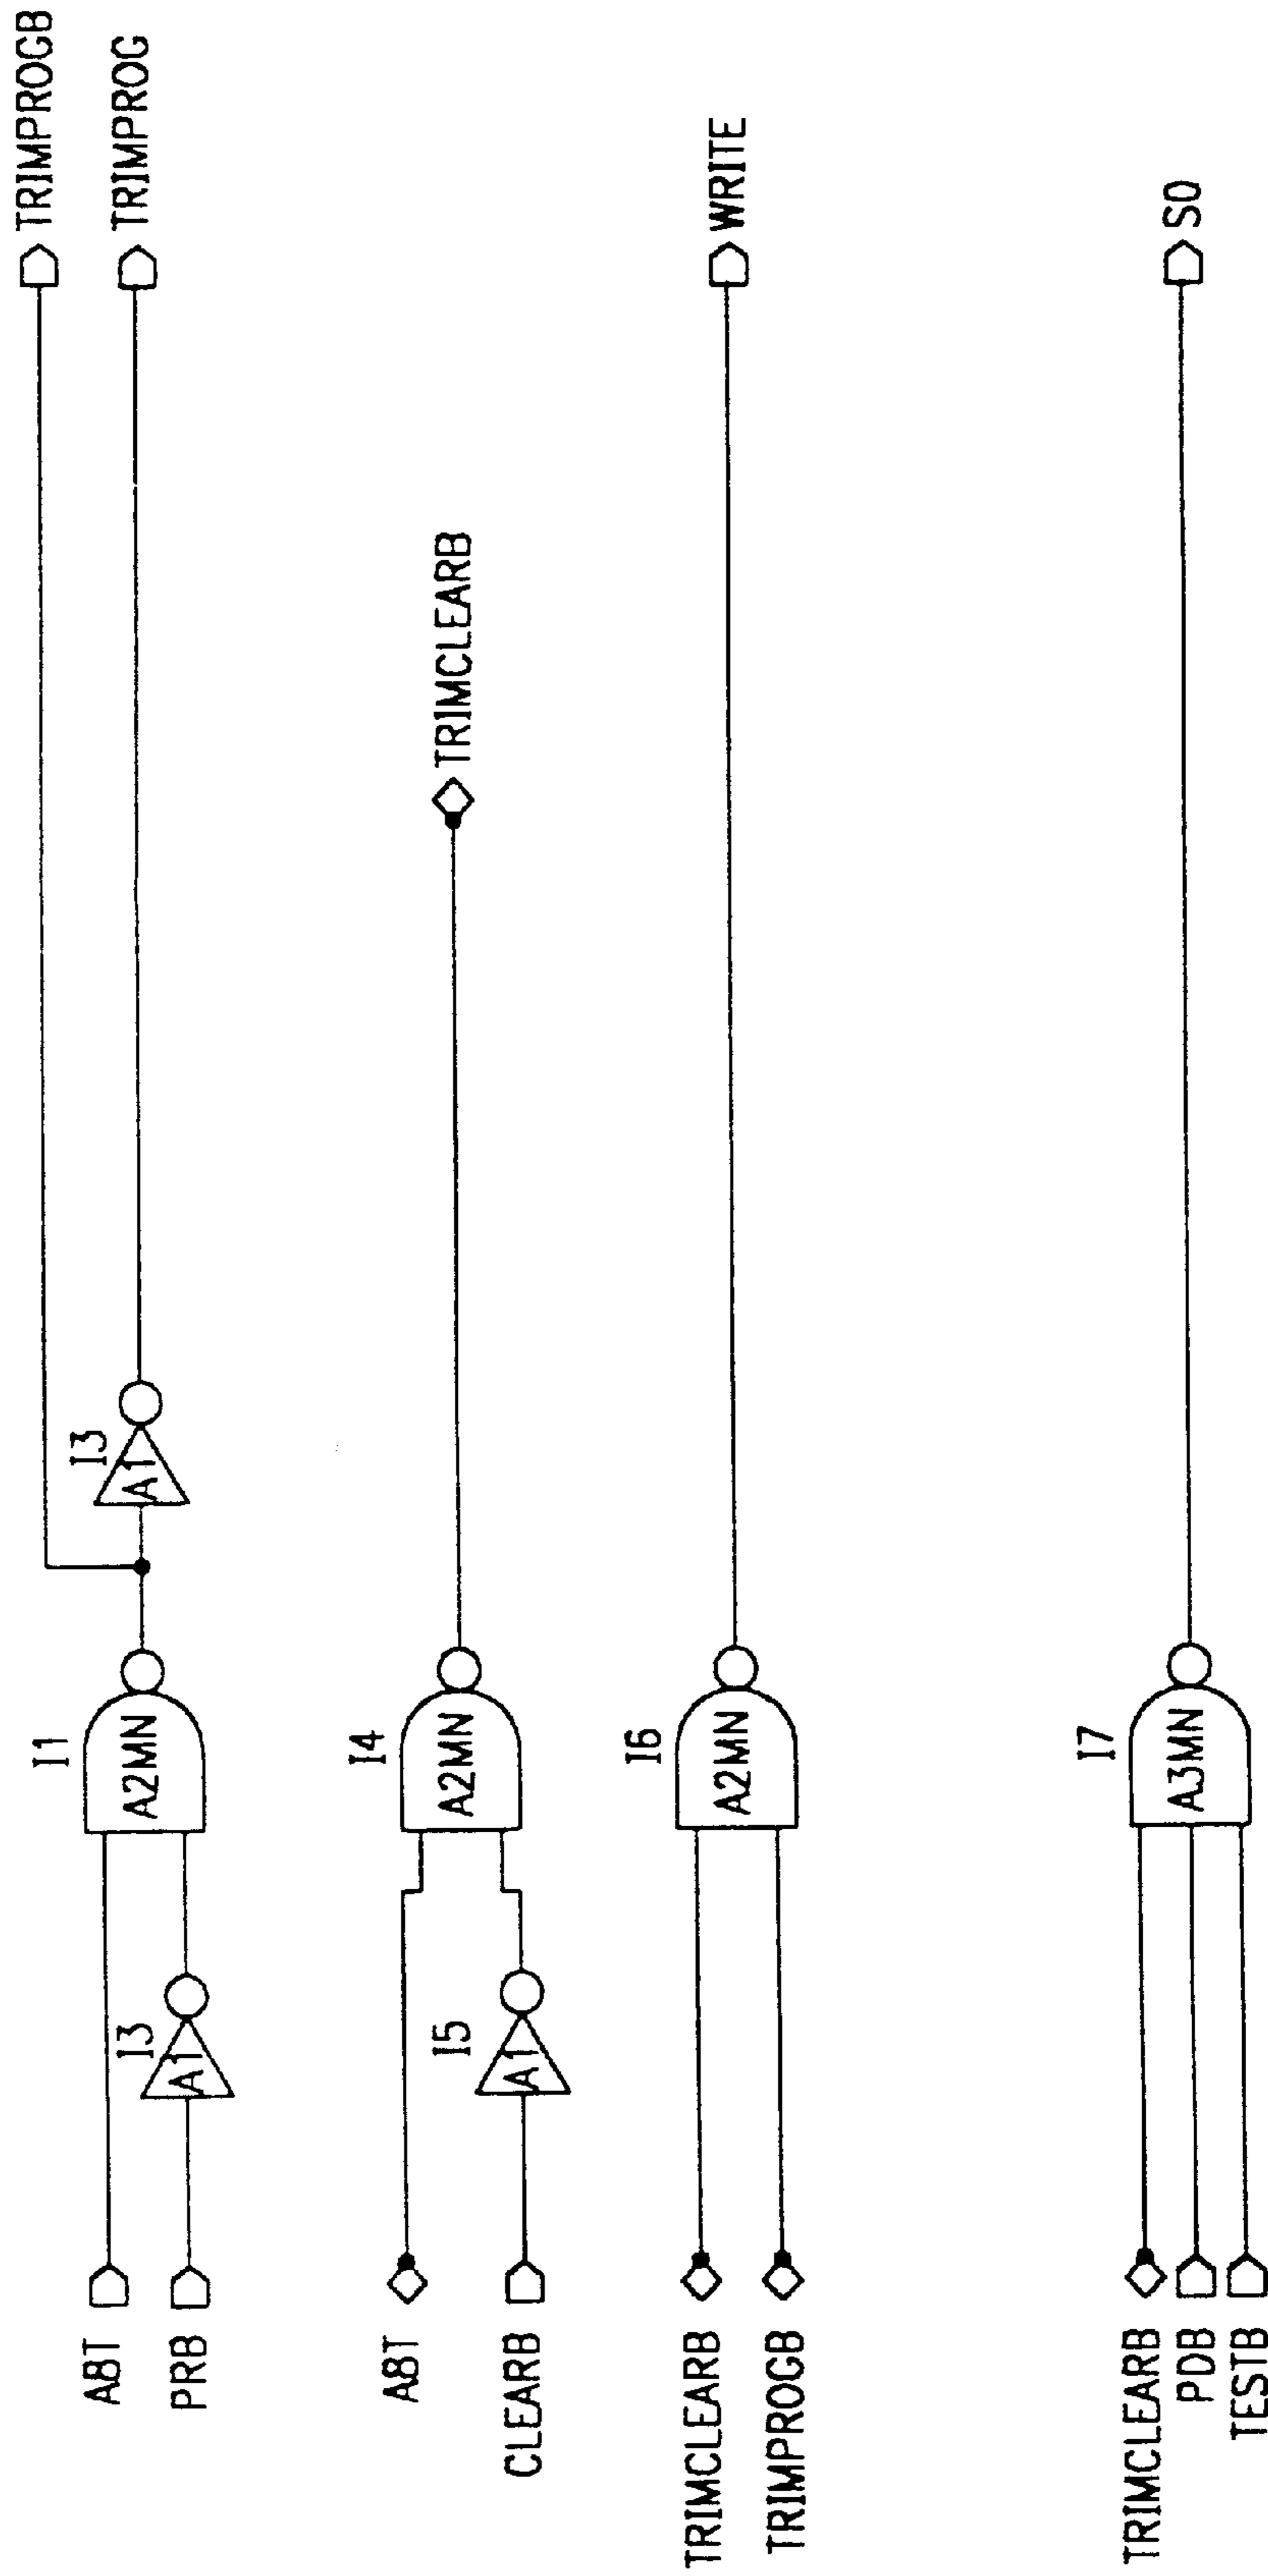 TRIMPROGB
TRIMPROG
I3
A1
I1
A2MN
I3
A1
A8T
PRB
TRIMCLEARB
I4
A2MN
I5
A1
A8T
CLEARB
WRITE
I6
A2MN
TRIMCLEARB
TRIMPROGB
SO
I7
A3MN
TRIMCLEARB
PDB
TESTB